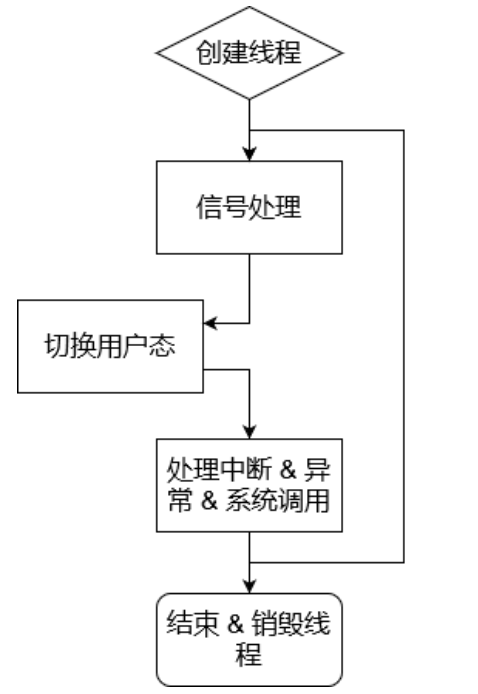 创建线程
信号处理
切换用户态
处理中断 & 异
常 & 系统调用
结束 & 销毁线
程